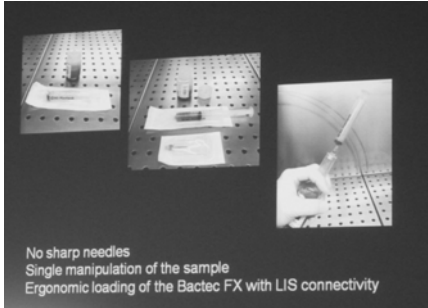 No sharp needles
Single manipulation of the sample
Ergonomic loading of the Bactec FX with LIS connectivity